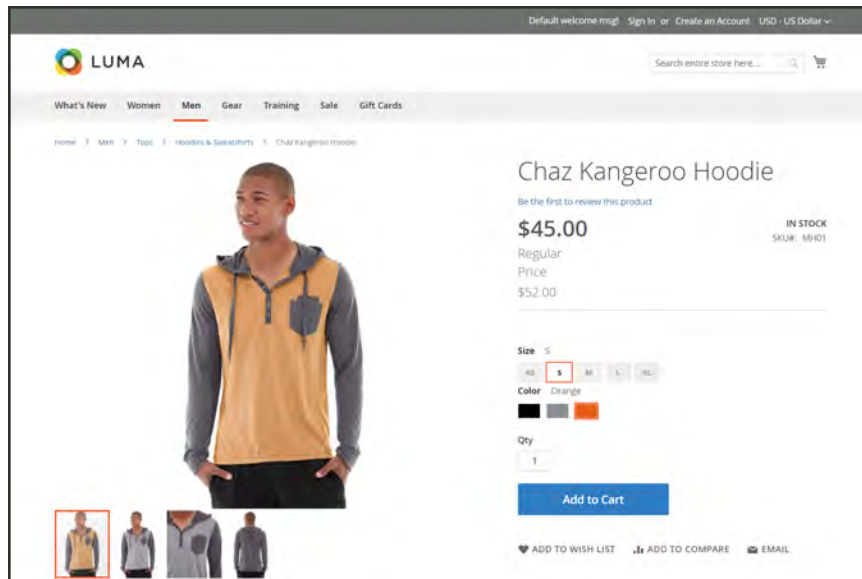 Default welcome msg! Sign In or Create an Account USD - US Dollar
LUMA
Search entire store here...
What's New Women Men Gear Training Sale Gift Cards
Home > Men > Tops > Hoodies & Sweatshirts > Chaz Kangeroo Hoodie
Chaz Kangeroo Hoodie
Be the first to review this product
$45.00
IN STOCK
SKU#: MH01
Regular
Price
$52.00
Size S
XS S M L XL
Color Orange
Qty
1
Add to Cart
ADD TO WISH LIST ADD TO COMPARE EMAIL